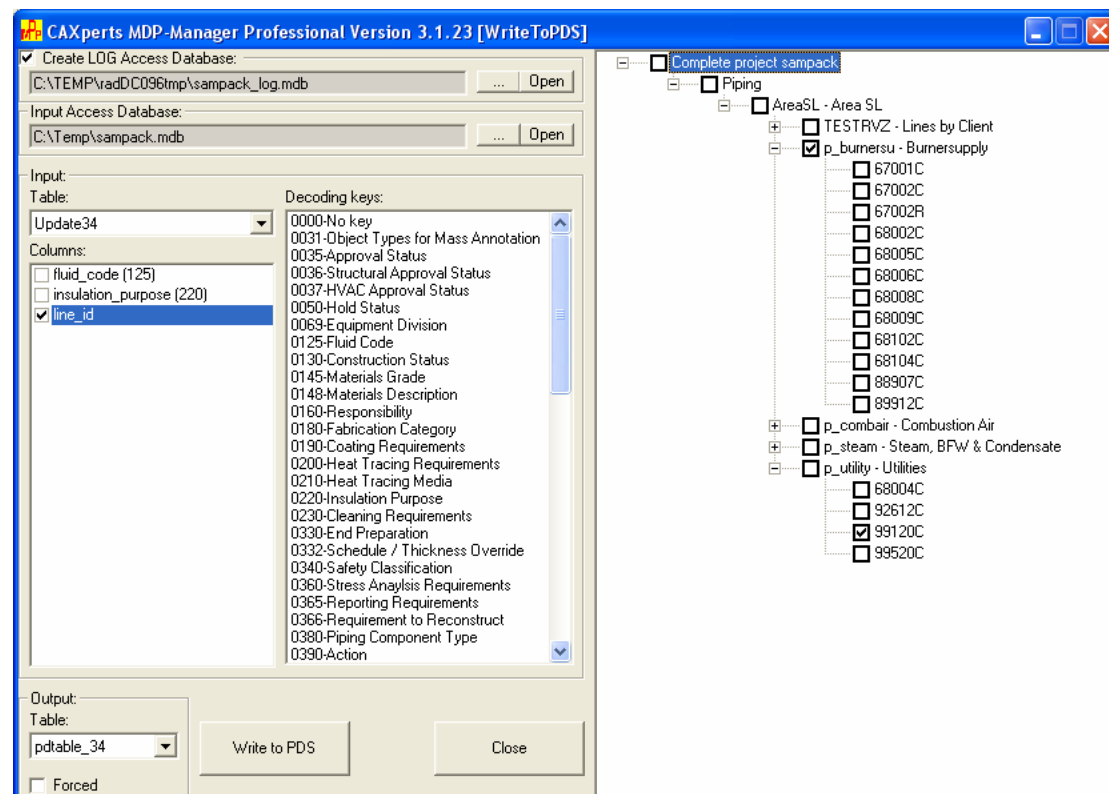 CAXperts MDP-Manager Professional Version 3.1.23 [WriteToPDS]
Create LOG Access Database:
C:\TEMP\radDC096tmp\sampack_log.mdb
...
Open
Input Access Database:
C:\Temp\sampack.mdb
...
Open
Input:
Table:
Update34
Columns:
fluid_code (125)
insulation_purpose (220)
line_id
Decoding keys:
0000-No key
0031-Object Types for Mass Annotation
0035-Approval Status
0036-Structural Approval Status
0037-HVAC Approval Status
0050-Hold Status
0069-Equipment Division
0125-Fluid Code
0130-Construction Status
0145-Materials Grade
0148-Materials Description
0160-Responsibility
0180-Fabrication Category
0190-Coating Requirements
0200-Heat Tracing Requirements
0210-Heat Tracing Media
0220-Insulation Purpose
0230-Cleaning Requirements
0330-End Preparation
0332-Schedule / Thickness Override
0340-Safety Classification
0360-Stress Anaylsis Requirements
0365-Reporting Requirements
0366-Requirement to Reconstruct
0380-Piping Component Type
0390-Action
Output:
Table:
pdtable_34
Forced
Write to PDS
Close
Complete project sampack
Piping
AreaSL - Area SL
TESTRVZ - Lines by Client
p_burnersu - Burnersupply
67001C
67002C
67002R
68002C
68005C
68006C
68008C
68009C
68102C
68104C
88907C
89912C
p_combair - Combustion Air
p_steam - Steam, BFW & Condensate
p_utility - Utilities
68004C
92612C
99120C
99520C